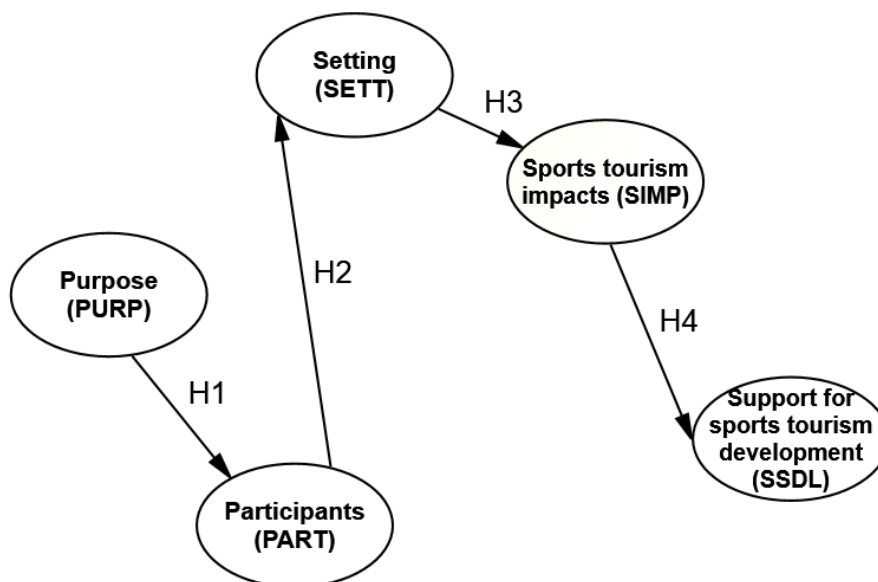 Setting
(SETT)
H3
Sports tourism
impacts (SIMP)
Purpose
(PURP)
H2
H4
H1
Support for
sports tourism
development
(SSDL)
Participants
(PART)